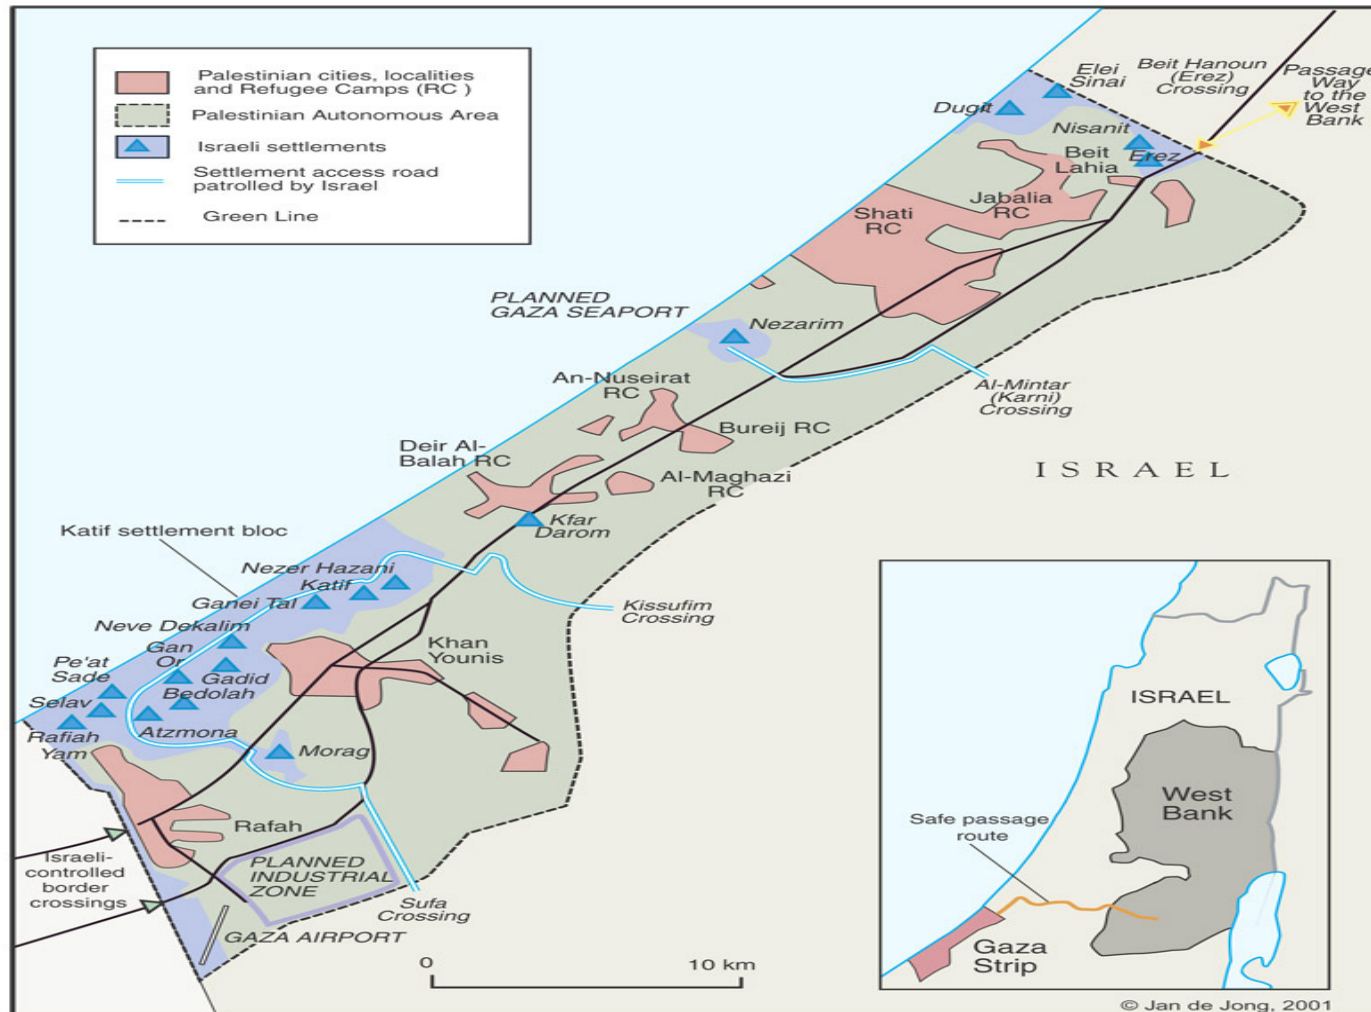 Palestinian cities, localities
and Refugee Camps (RC )
Palestinian Autonomous Area
Israeli settlements
Settlement access road
patrolled by Israel
Green Line
Elei
Sinai
Dugit
Beit Hanoun
(Erez)
Crossing
Passage
Way
to the
West
Bank
Nisanit
Erez
Beit
Lahia
Jabalia
RC
Shati
RC
PLANNED
GAZA SEAPORT
Nezarim
An-Nuseirat
RC
Al-Mintar
(Karni)
Crossing
Bureij RC
Deir Al-
Balah RC
Al-Maghazi
RC
ISRAEL
Kfar
Darom
Katif settlement bloc
Nezer Hazani
Katif
Ganei Tal
Kissufim
Crossing
Neve Dekalim
Gan
Or
Pe'at
Sade
Gadid
Bedolah
Khan
Younis
Selav
Rafiah
Yam
Atzmona
Morag
Rafah
Israeli-
controlled
border
crossings
PLANNED
INDUSTRIAL
ZONE
Sufa
Crossing
GAZA AIRPORT
0
10 km
ISRAEL
West
Bank
Safe passage
route
Gaza
Strip
© Jan de Jong, 2001